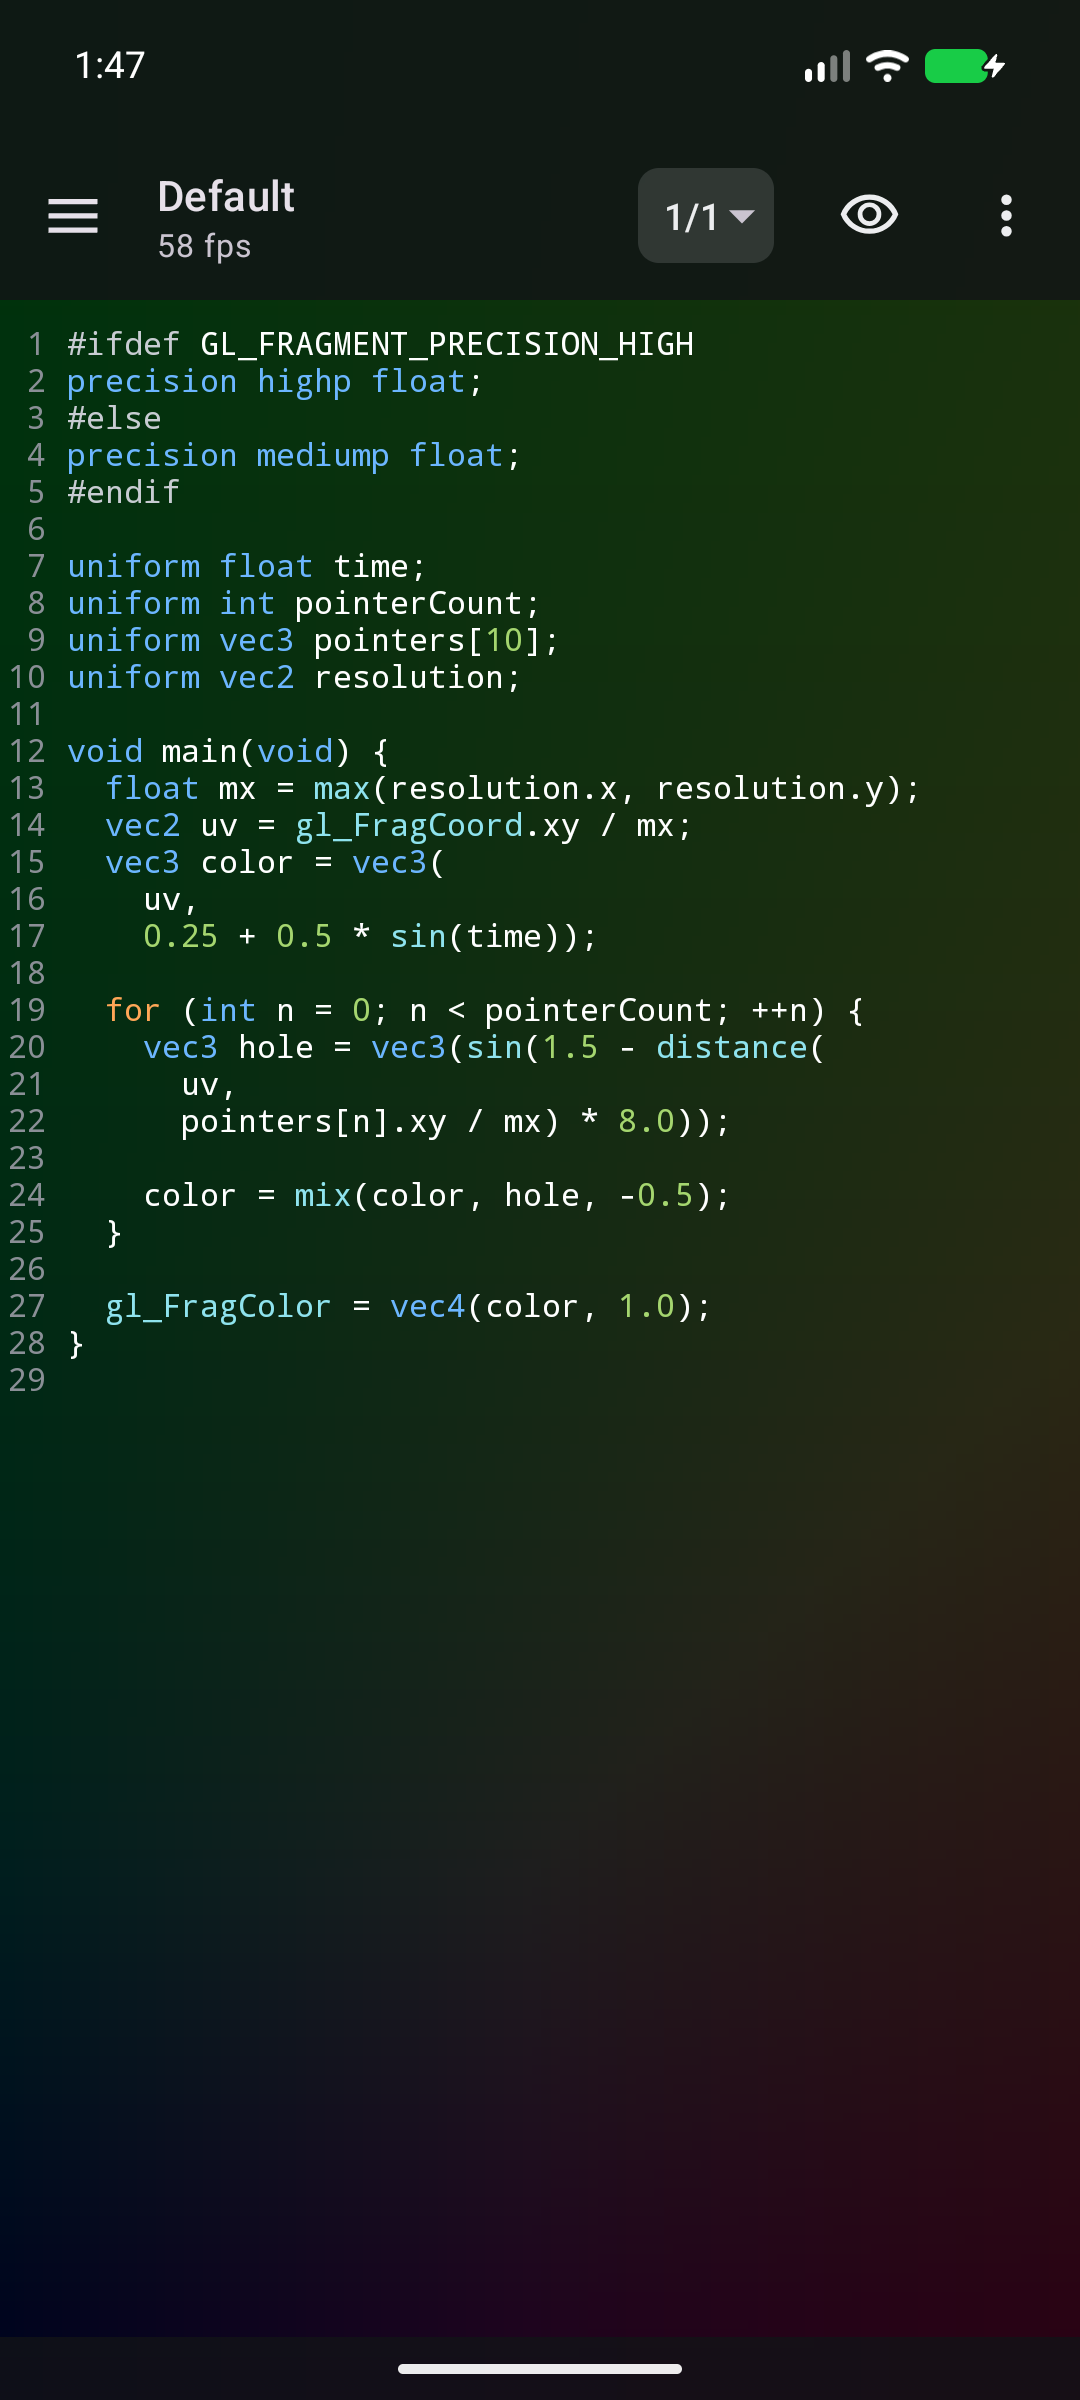 1:47
Default
58 fps
1/1
1 #ifdef GL_FRAGMENT_PRECISION_HIGH
2 precision highp float;
3 #else
4 precision mediump float;
5 #endif
6
7 uniform float time;
8 uniform int pointerCount;
9 uniform vec3 pointers[10];
10 uniform vec2 resolution;
11
12 void main(void) {
13   float mx = max(resolution.x, resolution.y);
14   vec2 uv = gl_FragCoord.xy / mx;
15   vec3 color = vec3(
16     uv,
17     0.25 + 0.5 * sin(time));
18
19   for (int n = 0; n < pointerCount; ++n) {
20     vec3 hole = vec3(sin(1.5 - distance(
21       uv,
22       pointers[n].xy / mx) * 8.0));
23
24     color = mix(color, hole, -0.5);
25   }
26
27   gl_FragColor = vec4(color, 1.0);
28 }
29